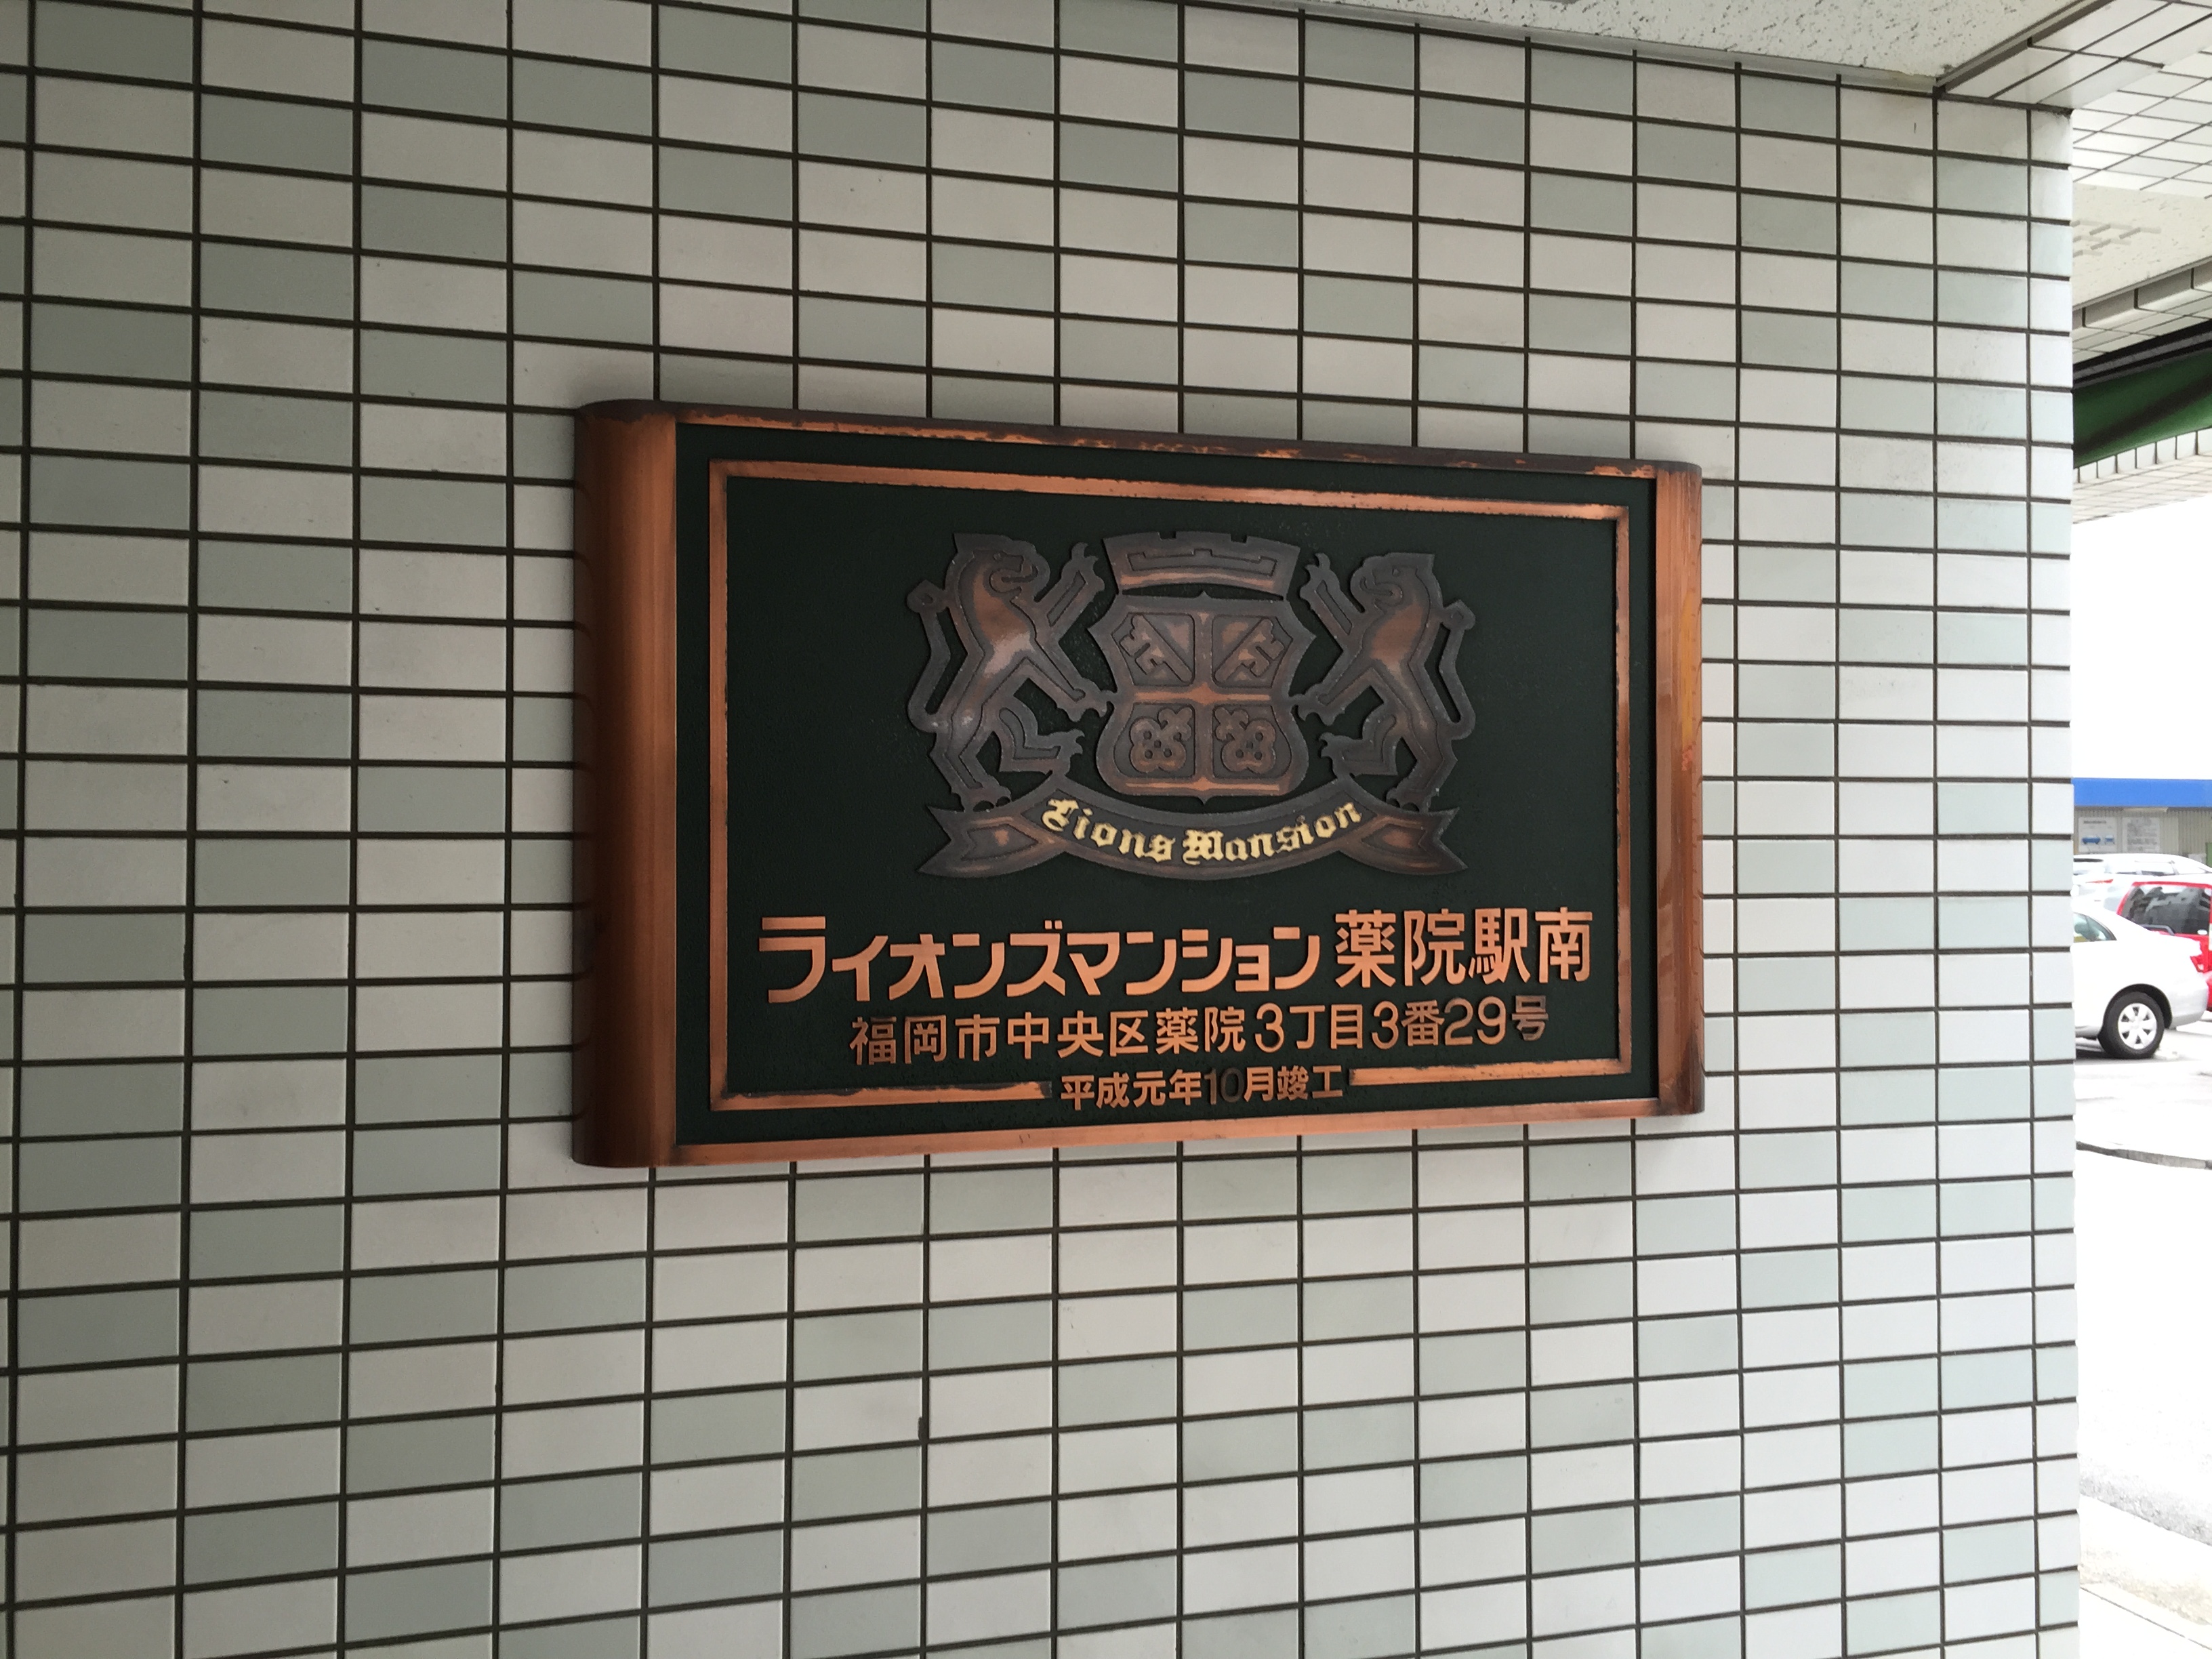 Lions Mansion
ライオンズマンション薬院駅南
福岡市中央区薬院3丁目3番29号
平成元年10月竣工